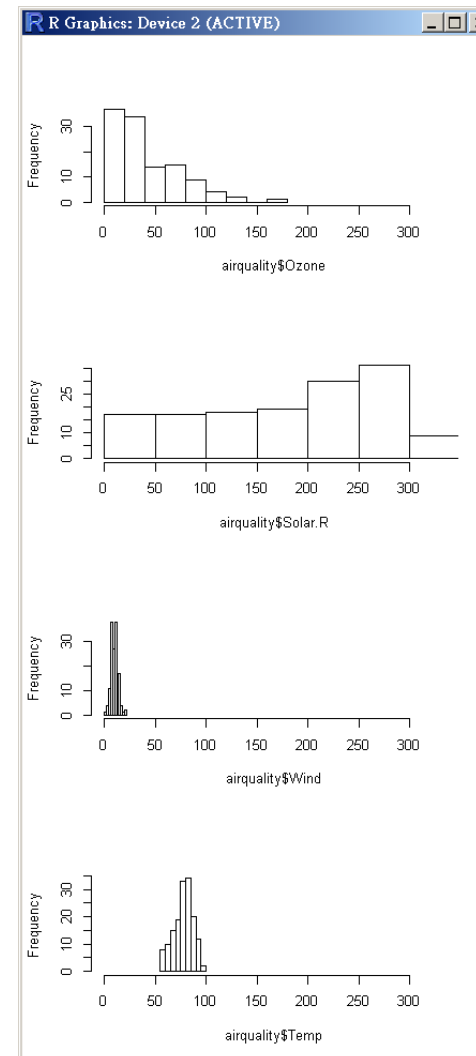 R R Graphics: Device 2 (ACTIVE)
Frequency
30
10
0
0 50 100 150 200 250 300
airquality$Ozone
Frequency
25
10
0
0 50 100 150 200 250 300
airquality$Solar.R
Frequency
30
10
0
0 50 100 150 200 250 300
airquality$Wind
Frequency
30
20
10
0
0 50 100 150 200 250 300
airquality$Temp